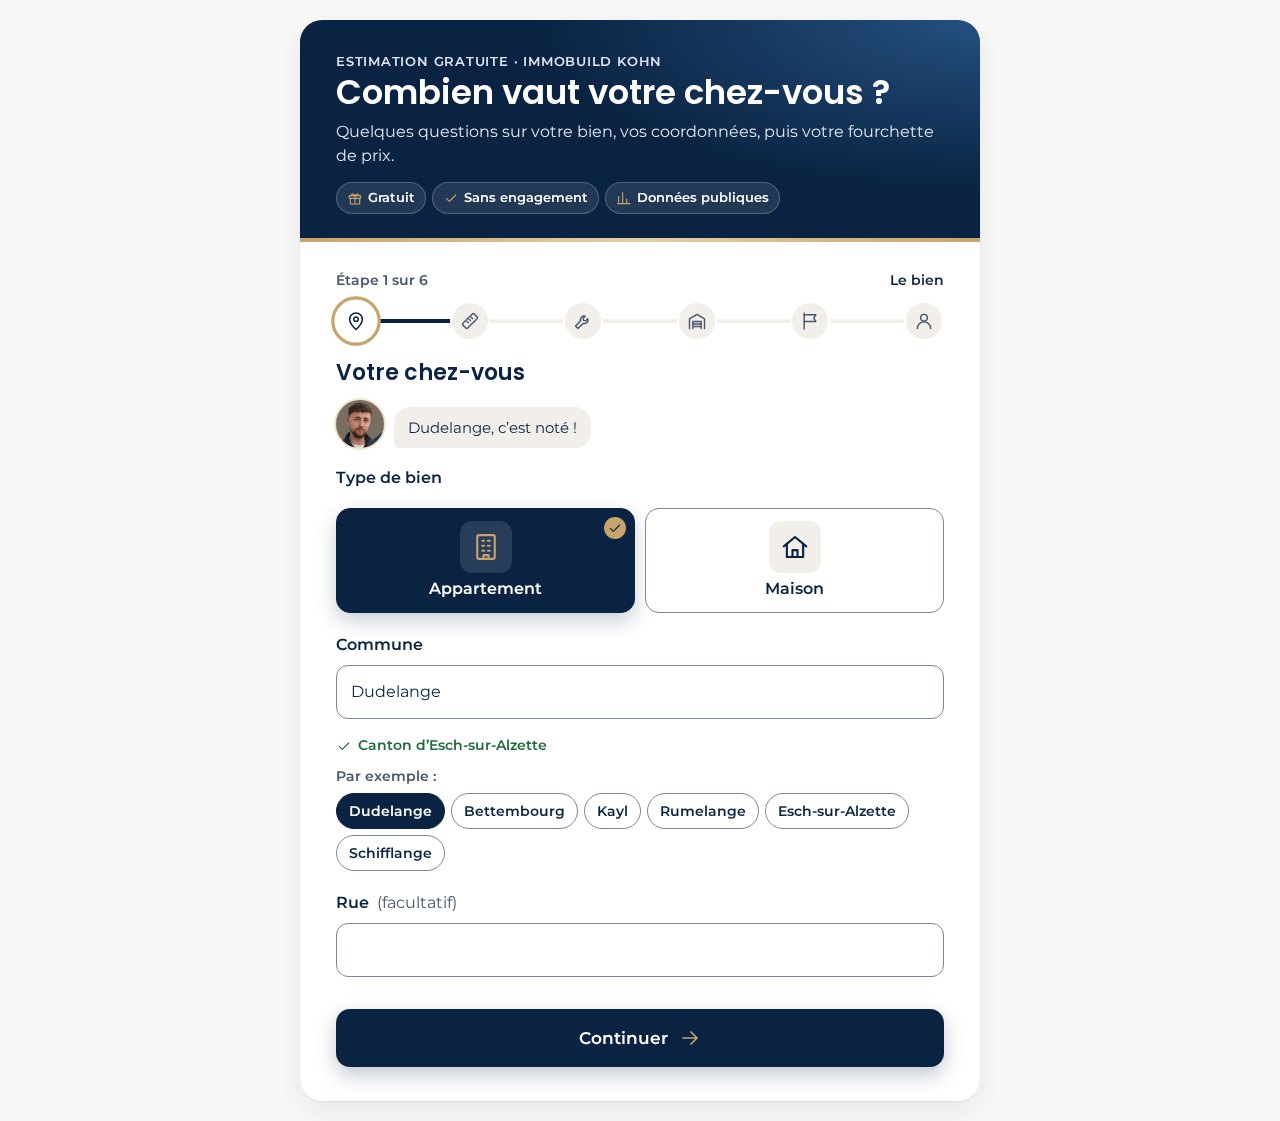 ESTIMATION GRATUITE · IMMOBUILD KOHN
Combien vaut votre chez-vous ?
Quelques questions sur votre bien, vos coordonnées, puis votre fourchette
de prix.
Gratuit
Sans engagement
Données publiques
Étape 1 sur 6
Le bien
Votre chez-vous
Dudelange, c’est noté !
Type de bien
Appartement
Maison
Commune
Dudelange
Canton d’Esch-sur-Alzette
Par exemple :
Dudelange
Bettembourg
Kayl
Rumelange
Esch-sur-Alzette
Schifflange
Rue (facultatif)
Continuer